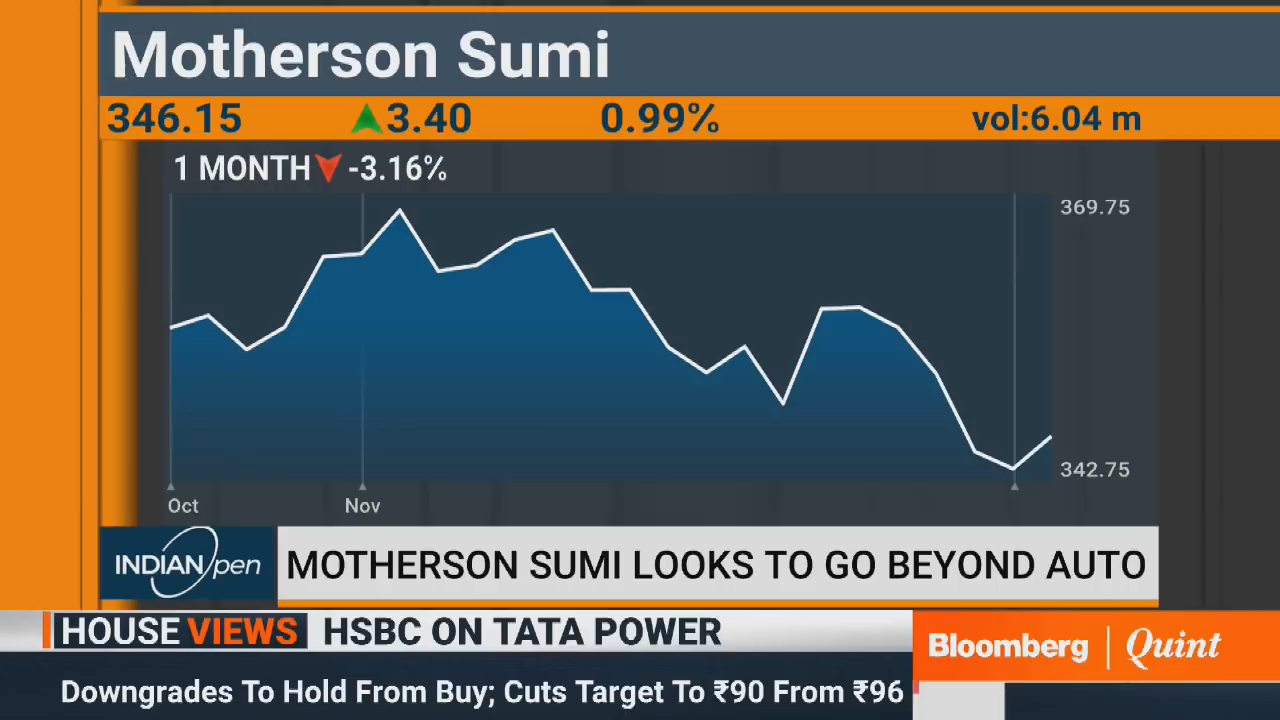 Motherson Sumi
346.15 3.40 0.99% vol:6.04 m
1 MONTH -3.16%
369.75
342.75
Oct Nov
INDIAN pen MOTHERSON SUMI LOOKS TO GO BEYOND AUTO
HOUSE VIEWS HSBC ON TATA POWER
Bloomberg | Quint
Downgrades To Hold From Buy; Cuts Target To ₹90 From ₹96